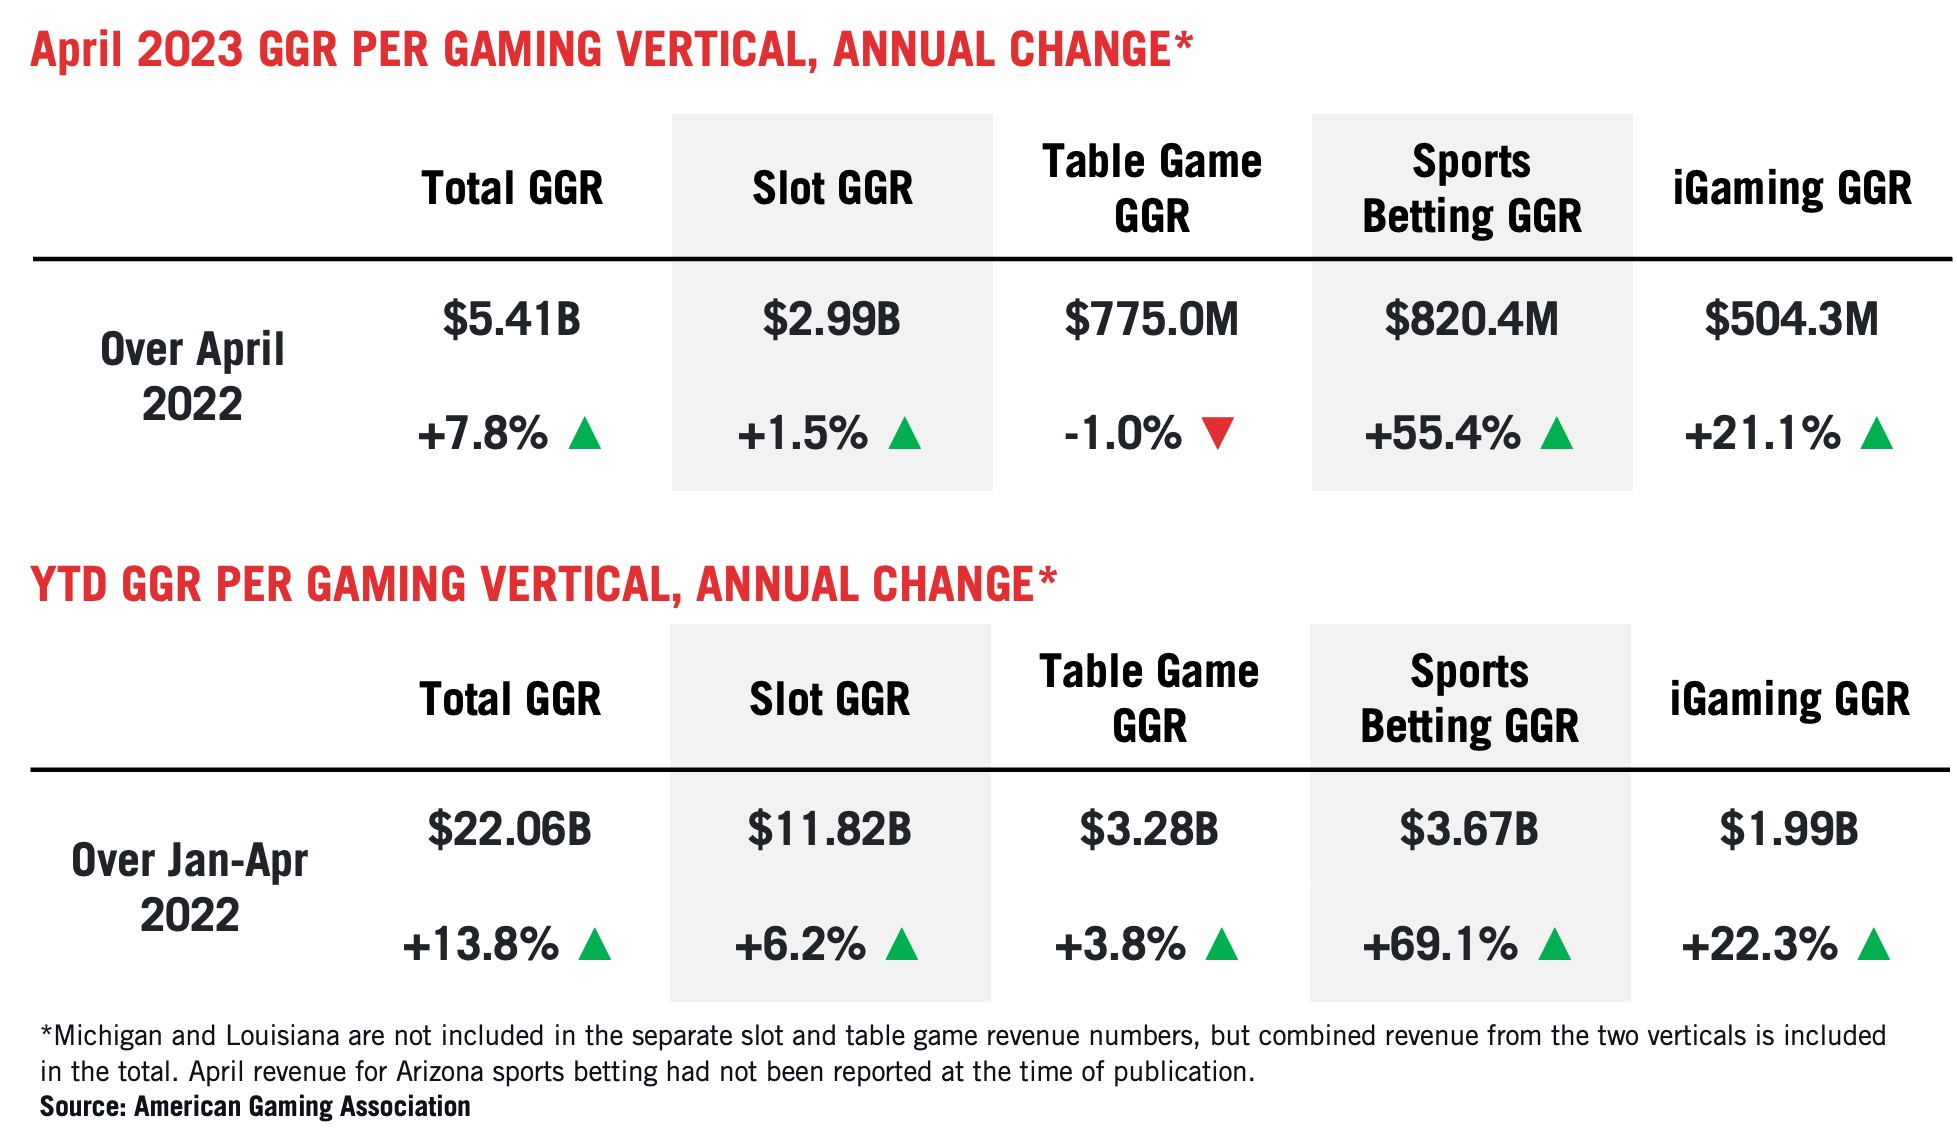 April 2023 GGR PER GAMING VERTICAL, ANNUAL CHANGE*
Total GGR
Slot GGR
Table Game
GGR
Sports
Betting GGR
iGaming GGR
Over April
2022
$5.41B
$2.99B
$775.0M
$820.4M
$504.3M
+7.8% ▲
+1.5% ▲
-1.0% ▼
+55.4% ▲
+21.1% ▲
YTD GGR PER GAMING VERTICAL, ANNUAL CHANGE*
Total GGR
Slot GGR
Table Game
GGR
Sports
Betting GGR
iGaming GGR
Over Jan-Apr
2022
$22.06B
$11.82B
$3.28B
$3.67B
$1.99B
+13.8% ▲
+6.2% ▲
+3.8% ▲
+69.1% ▲
+22.3% ▲
*Michigan and Louisiana are not included in the separate slot and table game revenue numbers, but combined revenue from the two verticals is included
in the total. April revenue for Arizona sports betting had not been reported at the time of publication.
Source: American Gaming Association